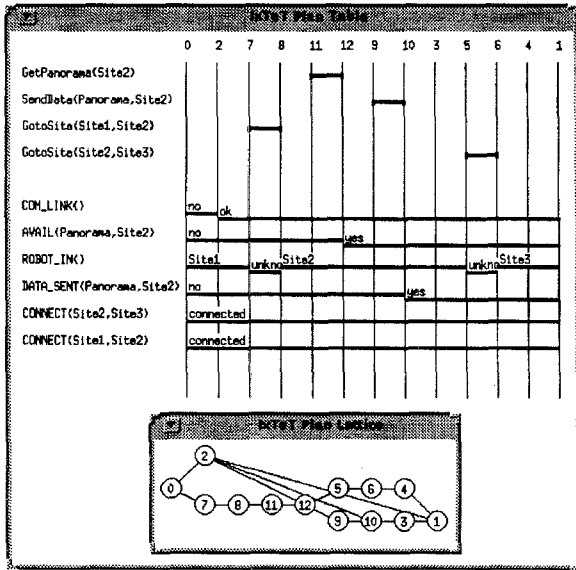 IxTeT Plan Table
0 2 7 8 11 12 9 10 3 5 6 4 1
GetPanorama(Site2)
SendData(Panorama,Site2)
GotoSite(Site1,Site2)
GotoSite(Site2,Site3)
COM_LINK() no ok
AVAIL(Panorama,Site2) no yes
ROBOT_IN() Site1 unkno Site2 unkno Site3
DATA_SENT(Panorama,Site2) no yes
CONNECT(Site2,Site3) connected
CONNECT(Site1,Site2) connected
IxTeT Plan Lattice
2
0 5 6 4
7 8 11 12
9 10 3 1